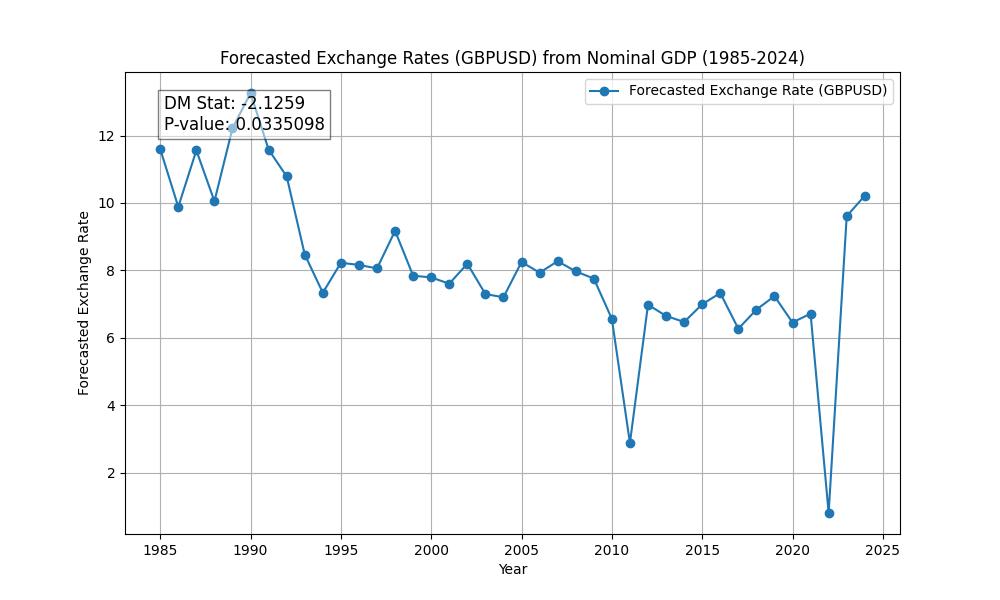 Forecasted Exchange Rates (GBPUSD) from Nominal GDP (1985-2024)
DM Stat: -2.1259
P-value: 0.0335098
Forecasted Exchange Rate (GBPUSD)
Forecasted Exchange Rate
12
10
8
6
4
2
1985 1990 1995 2000 2005 2010 2015 2020 2025
Year